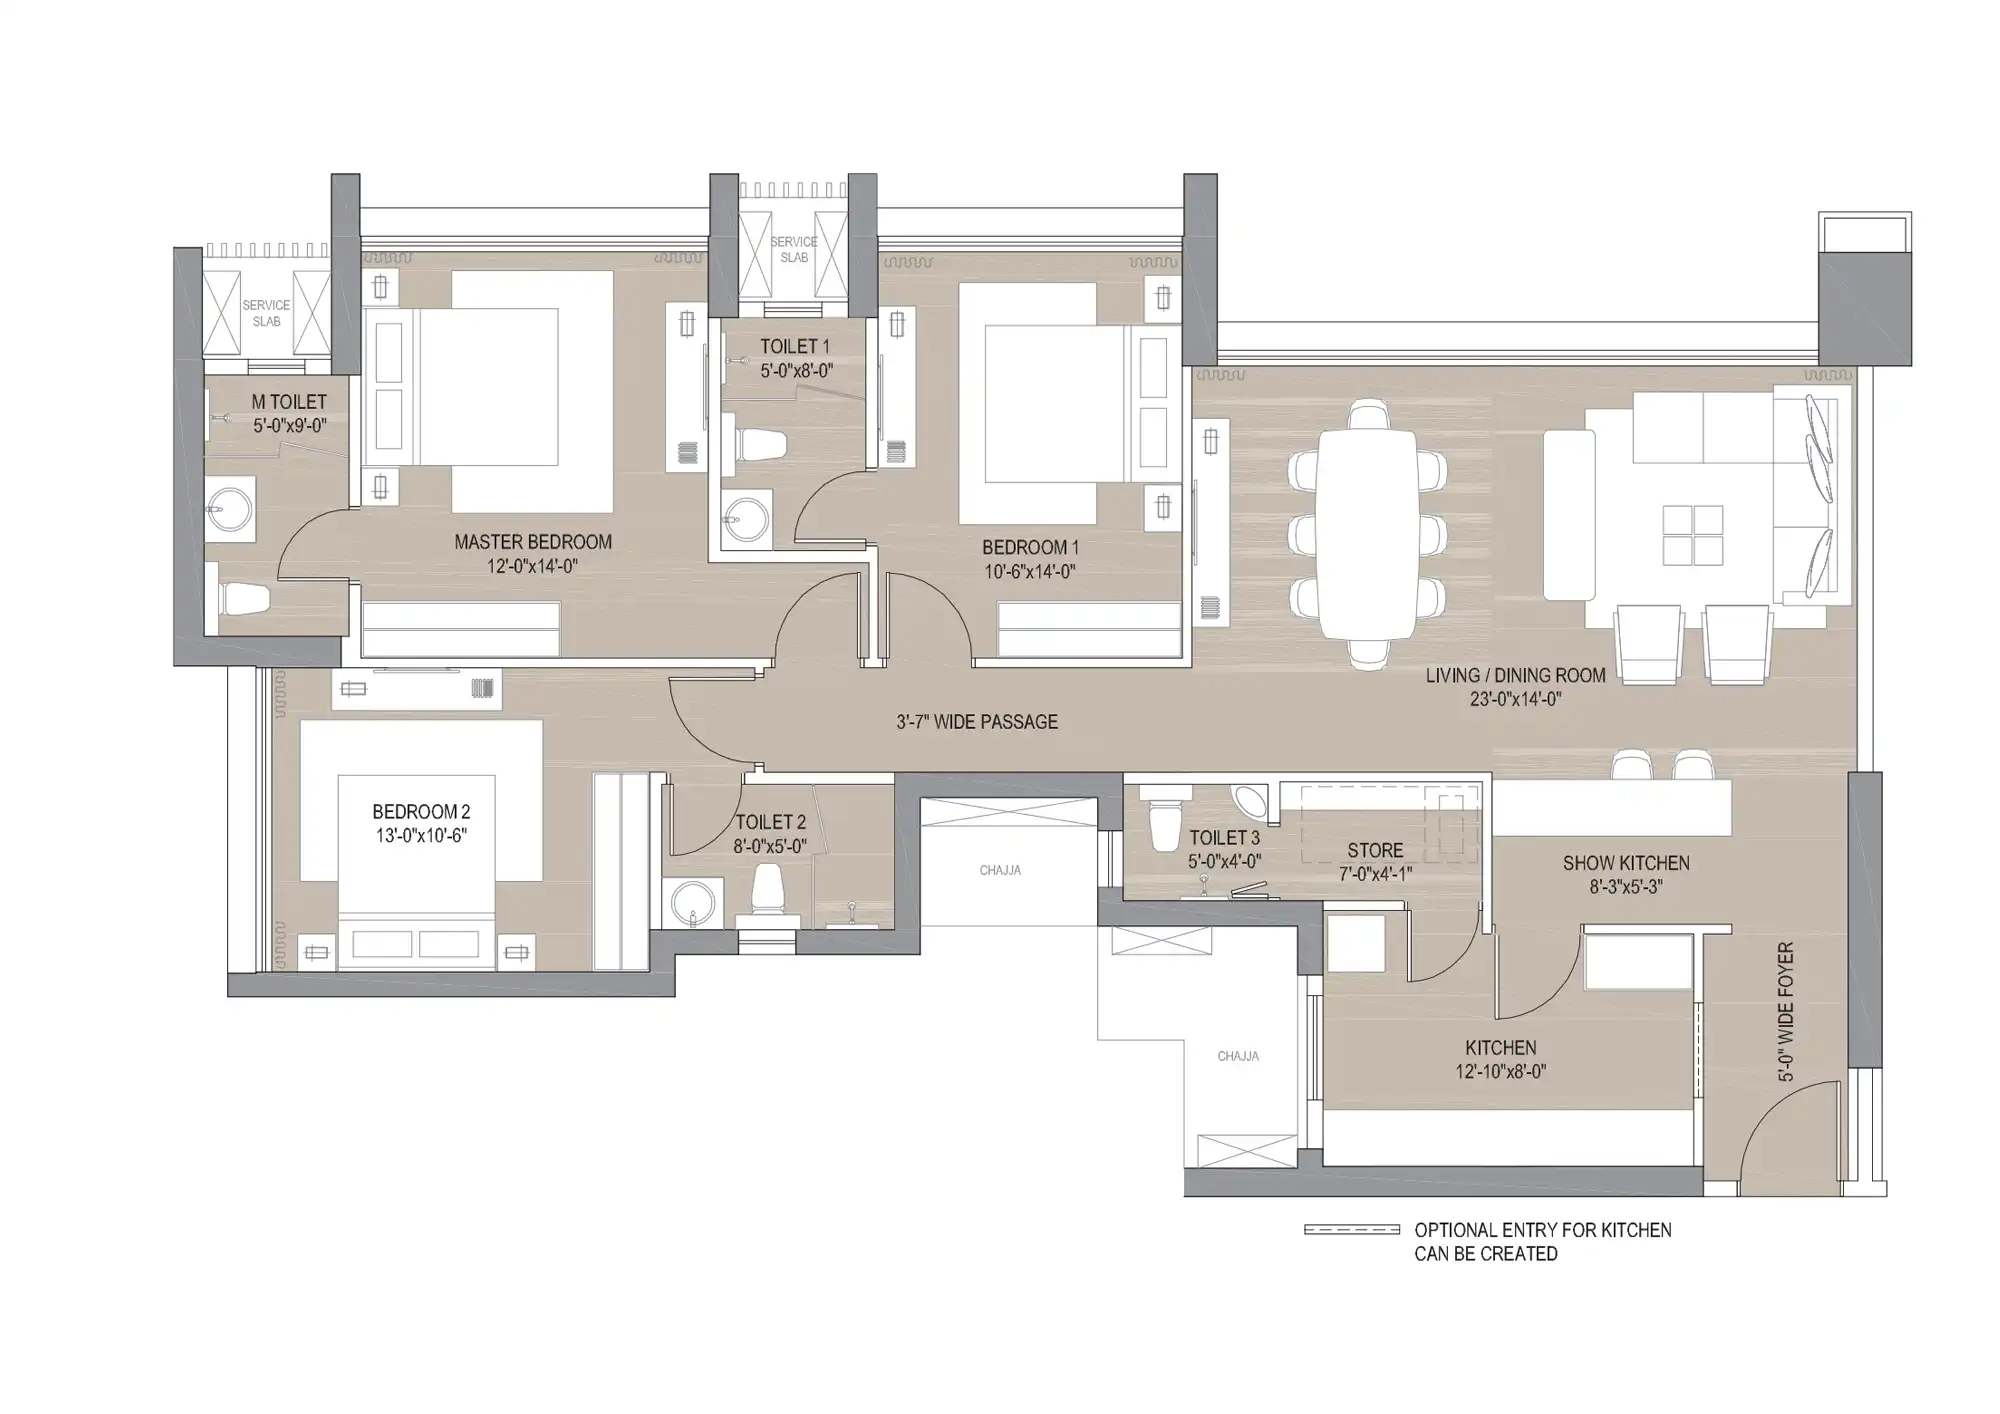 SERVICE
SLAB
SERVICE
SLAB
M TOILET
5'-0"x9'-0"
TOILET 1
5'-0"x8'-0"
MASTER BEDROOM
12'-0"x14'-0"
BEDROOM 1
10'-6"x14'-0"
LIVING / DINING ROOM
23'-0"x14'-0"
3'-7" WIDE PASSAGE
BEDROOM 2
13'-0"x10'-6"
TOILET 2
8'-0"x5'-0"
CHAJJA
TOILET 3
5'-0"x4'-0"
STORE
7'-0"x4'-1"
SHOW KITCHEN
8'-3"x5'-3"
5'-0" WIDE FOYER
CHAJJA
KITCHEN
12'-10"x8'-0"
OPTIONAL ENTRY FOR KITCHEN
CAN BE CREATED